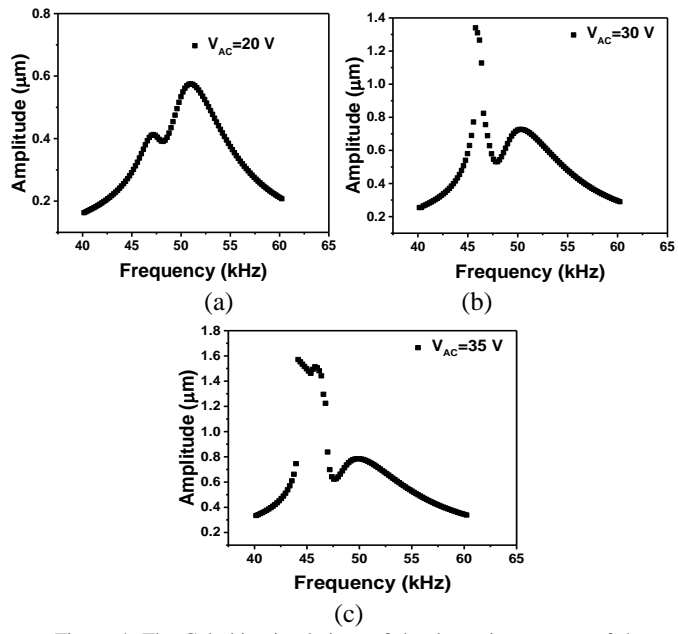 V_AC=20 V
0.8
0.6
0.4
0.2
Amplitude (μm)
40 45 50 55 60 65
Frequency (kHz)
(a)
V_AC=30 V
1.4
1.2
1.0
0.8
0.6
0.4
0.2
Amplitude (μm)
40 45 50 55 60 65
Frequency (kHz)
(b)
V_AC=35 V
1.8
1.6
1.4
1.2
1.0
0.8
0.6
0.4
0.2
Amplitude (μm)
40 45 50 55 60 65
Frequency (kHz)
(c)